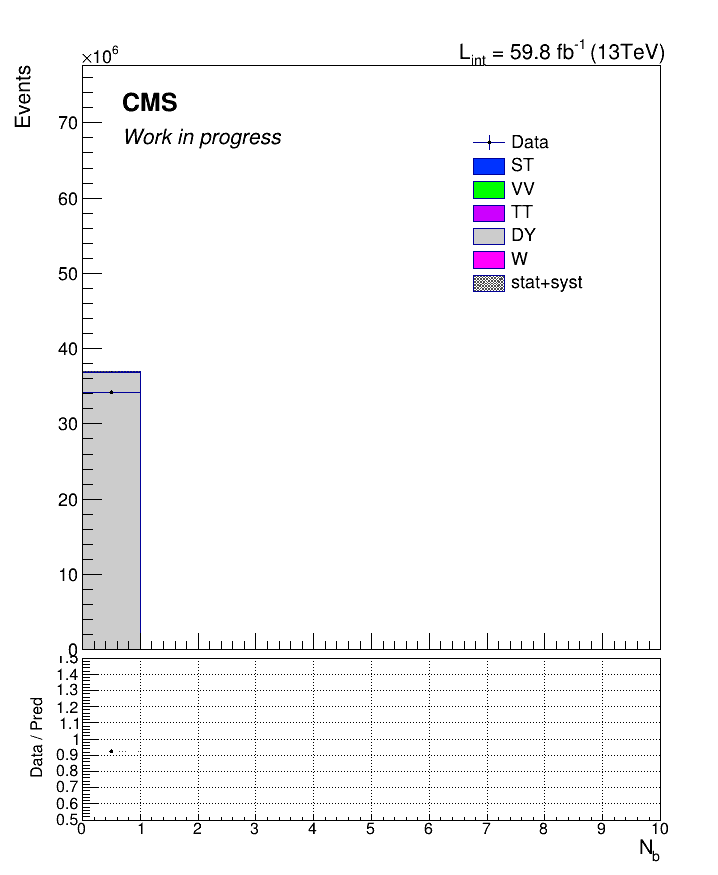 ×10⁶
L_int = 59.8 fb⁻¹ (13TeV)
Events
CMS
Work in progress
Data
ST
VV
TT
DY
W
stat+syst
70
60
50
40
30
20
10
0
Data / Pred
1.5
1.4
1.3
1.2
1.1
1
0.9
0.8
0.7
0.6
0.5
0 1 2 3 4 5 6 7 8 9 10
N_b